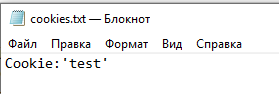 cookies.txt — Блокнот
Файл Правка Формат Вид Справка
Cookie:'test'